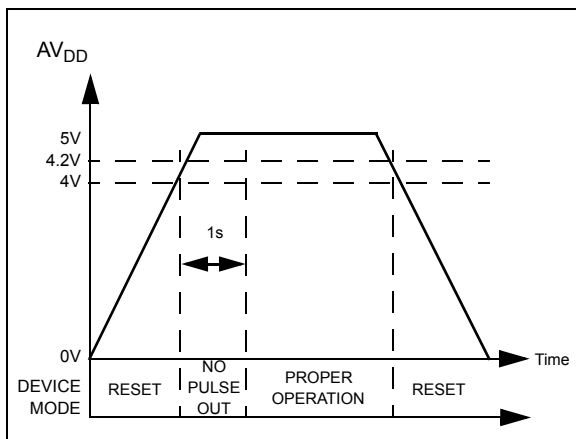 AVDD
5V
4.2V
4V
1s
0V
Time
DEVICE
MODE
RESET
NO
PULSE
OUT
PROPER
OPERATION
RESET